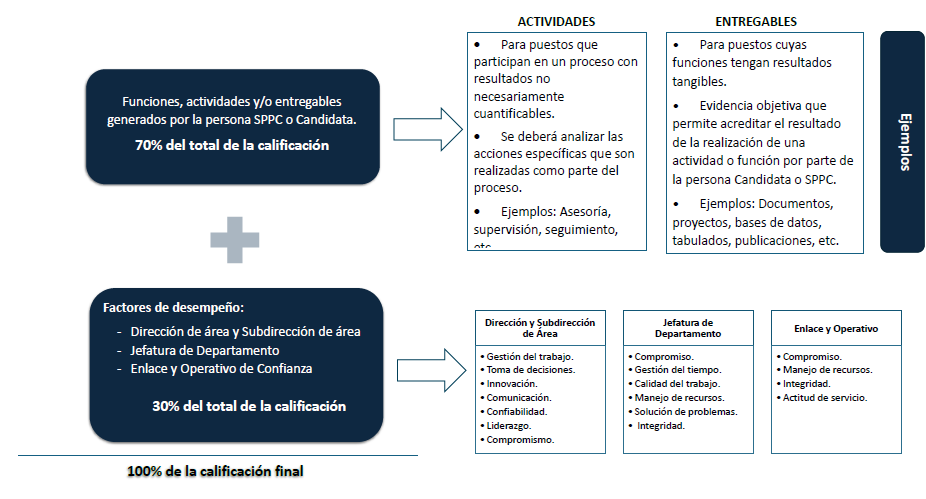 Funciones, actividades y/o entregables
generados por la persona SPPC o Candidata.
70% del total de la calificación
ACTIVIDADES
• Para puestos que
participan en un proceso con
resultados no
necesariamente
cuantificables.
• Se deberá analizar las
acciones específicas que son
realizadas como parte del
proceso.
• Ejemplos: Asesoría,
supervisión, seguimiento,
etc
ENTREGABLES
• Para puestos cuyas
funciones tengan resultados
tangibles.
• Evidencia objetiva que
permite acreditar el resultado
de la realización de una
actividad o función por parte de
la persona Candidata o SPPC.
• Ejemplos: Documentos,
proyectos, bases de datos,
tabulados, publicaciones, etc.
Ejemplos
Factores de desempeño:
- Dirección de área y Subdirección de área
- Jefatura de Departamento
- Enlace y Operativo de Confianza
30% del total de la calificación
Dirección y Subdirección
de Área
• Gestión del trabajo.
• Toma de decisiones.
• Innovación.
• Comunicación.
• Confiabilidad.
• Liderazgo.
• Compromismo.
Jefatura de
Departamento
• Compromiso.
• Gestión del tiempo.
• Calidad del trabajo.
• Manejo de recursos.
• Solución de problemas.
• Integridad.
Enlace y Operativo
• Compromiso.
• Manejo de recursos.
• Integridad.
• Actitud de servicio.
100% de la calificación final